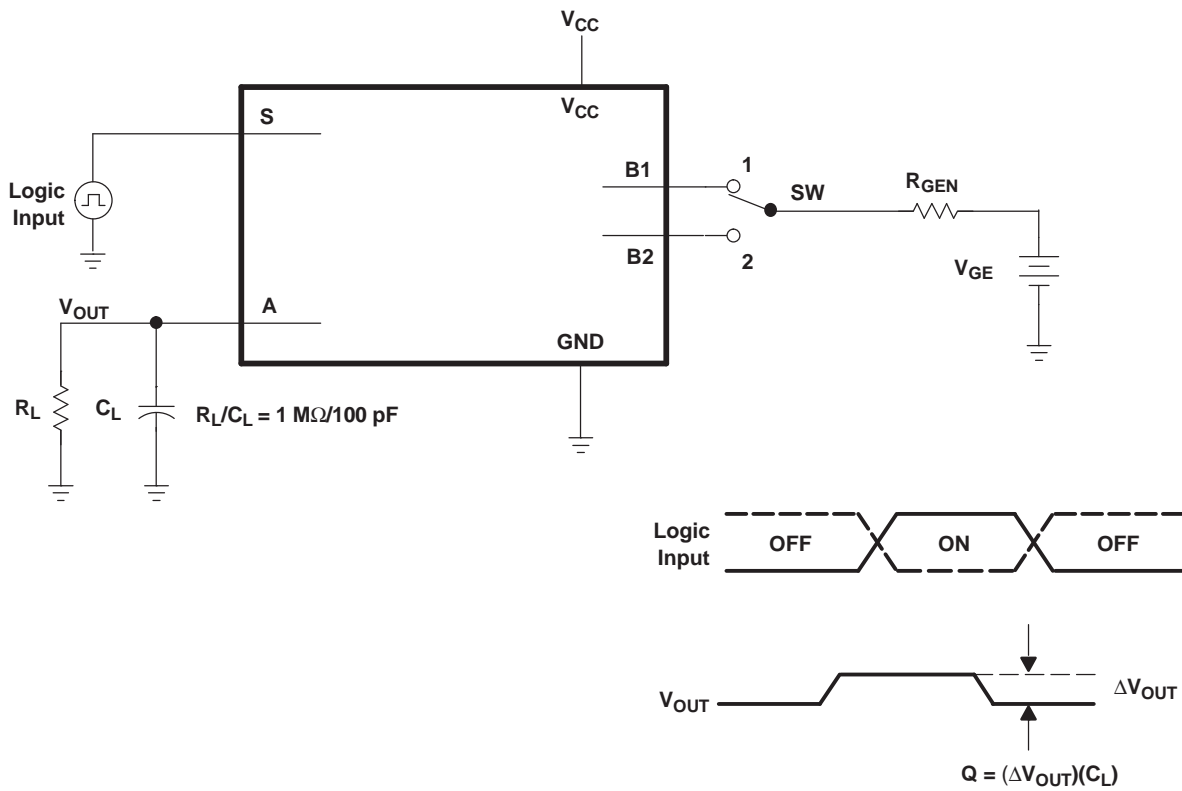 VCC
VCC
S
B1
1
SW
RGEN
Logic
Input
B2
2
VGE
VOUT
A
GND
RL
CL
RL/CL = 1 MΩ/100 pF
Logic
Input
OFF
ON
OFF
VOUT
ΔVOUT
Q = (ΔVOUT)(CL)